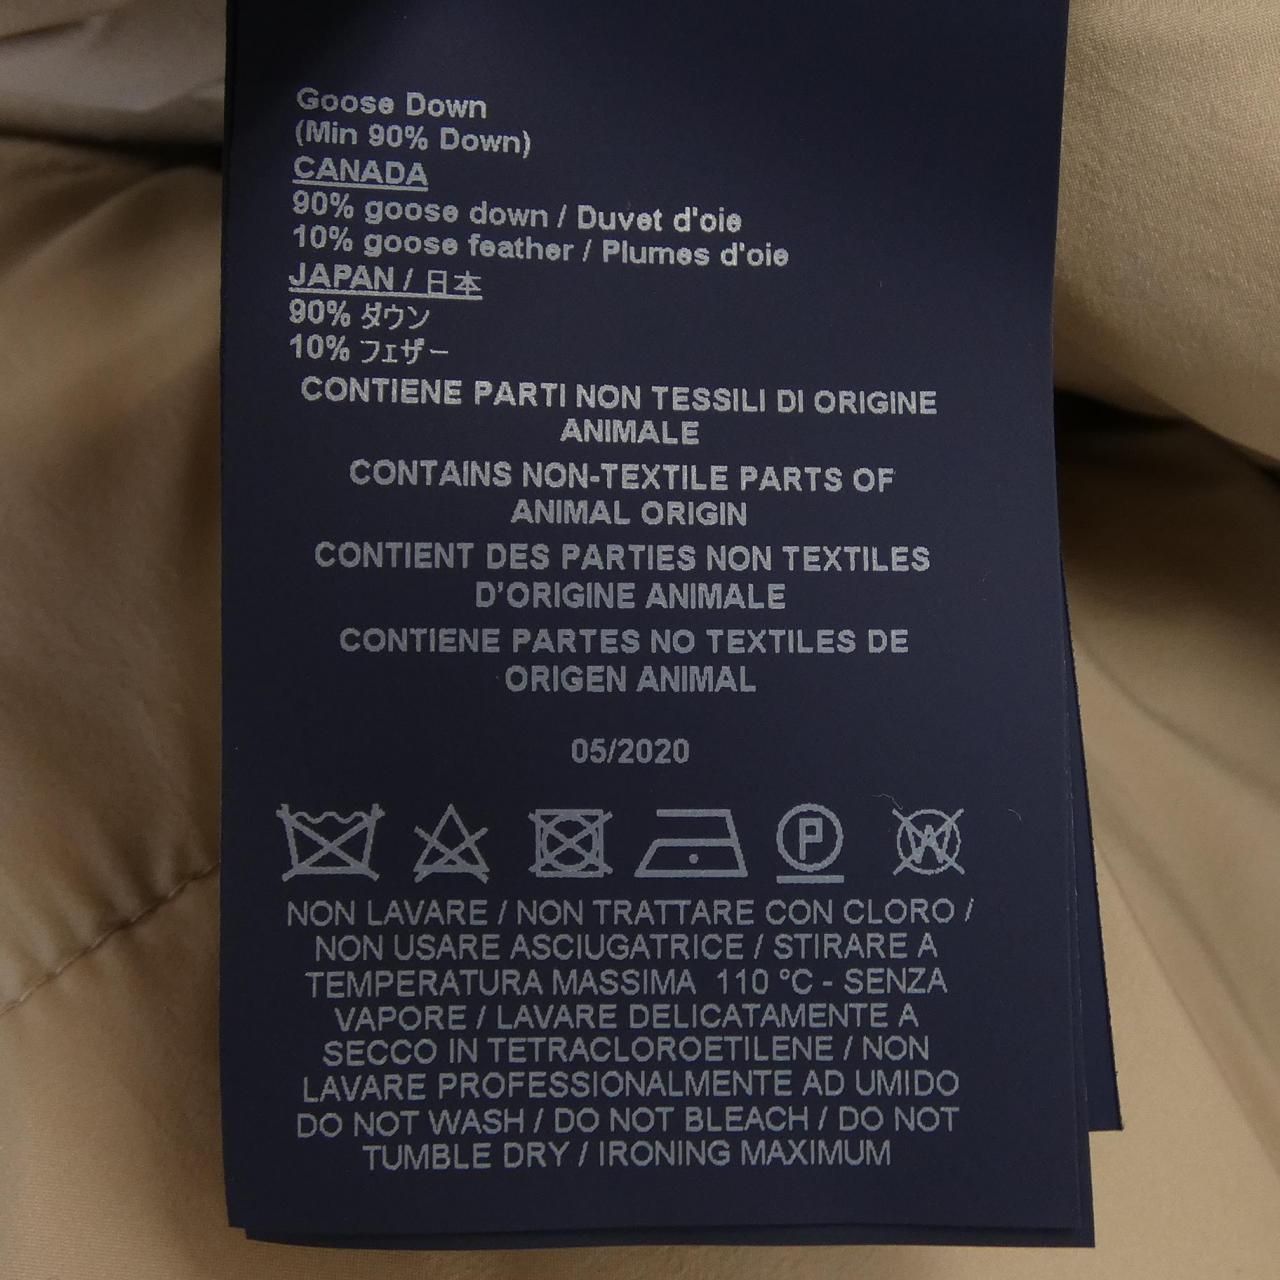 Goose Down
(Min 90% Down)
CANADA
90% goose down / Duvet d'oie
10% goose feather / Plumes d'oie
JAPAN / 日本
90% ダウン
10% フェザー
CONTIENE PARTI NON TESSILI DI ORIGINE
ANIMALE
CONTAINS NON-TEXTILE PARTS OF
ANIMAL ORIGIN
CONTIENT DES PARTIES NON TEXTILES
D'ORIGINE ANIMALE
CONTIENE PARTES NO TEXTILES DE
ORIGEN ANIMAL
05/2020
P W
NON LAVARE / NON TRATTARE CON CLORO /
NON USARE ASCIUGATRICE / STIRARE A
TEMPERATURA MASSIMA 110 °C - SENZA
VAPORE / LAVARE DELICATAMENTE A
SECCO IN TETRACLOROETILENE / NON
LAVARE PROFESSIONALMENTE AD UMIDO
DO NOT WASH / DO NOT BLEACH / DO NOT
TUMBLE DRY / IRONING MAXIMUM